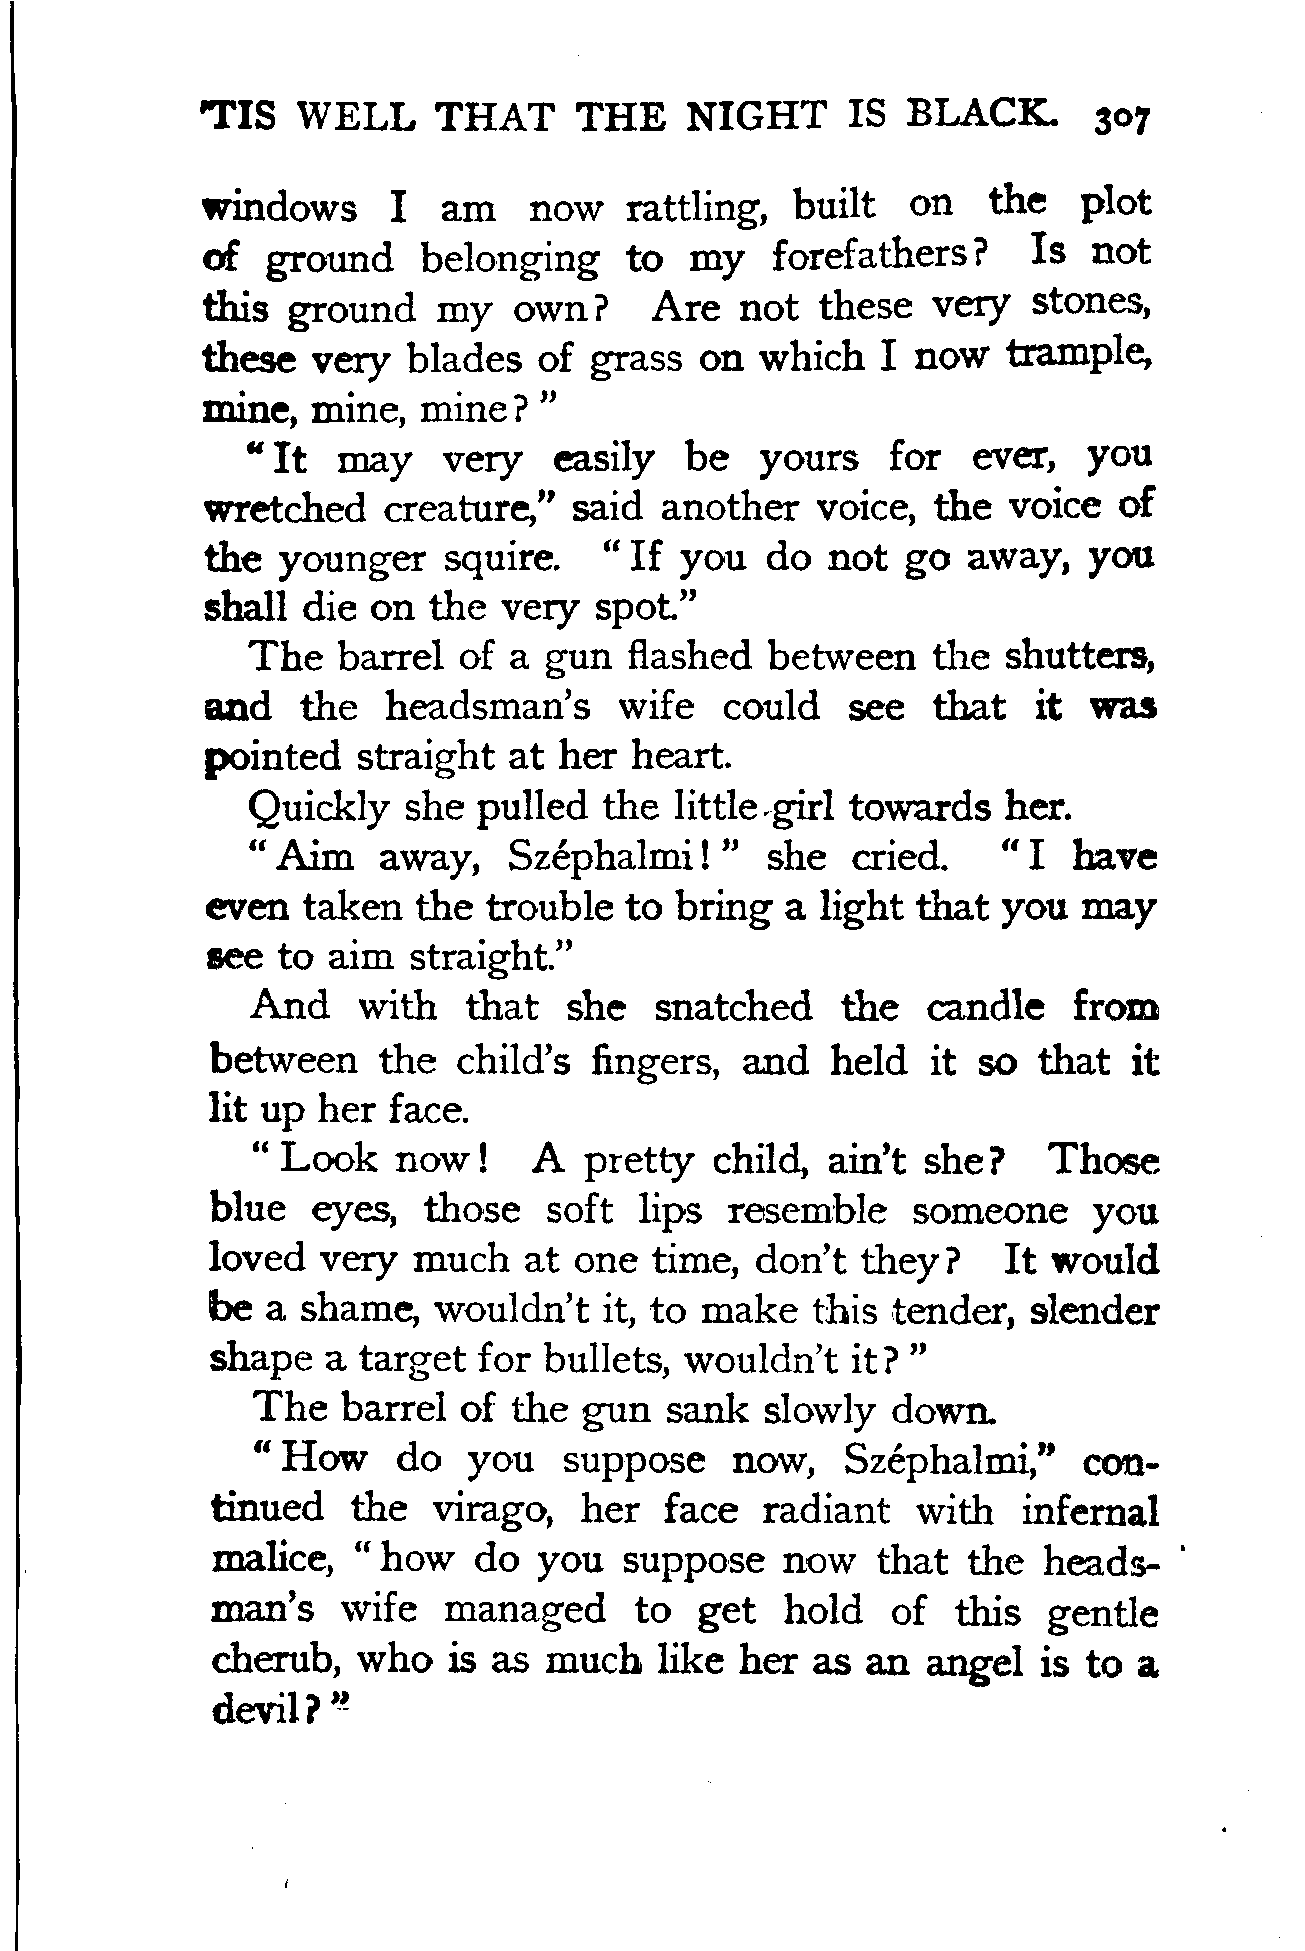 'TIS WELL THAT THE NIGHT IS BLACK. 307
windows I am now rattling, built on the plot
of ground belonging to my forefathers? Is not
this ground my own? Are not these very stones,
these very blades of grass on which I now trample,
mine, mine, mine?"
"It may very easily be yours for ever, you
wretched creature," said another voice, the voice of
the younger squire. "If you do not go away, you
shall die on the very spot."
The barrel of a gun flashed between the shutters,
and the headsman's wife could see that it was
pointed straight at her heart.
Quickly she pulled the little girl towards her.
"Aim away, Széphalmi!" she cried. "I have
even taken the trouble to bring a light that you may
see to aim straight."
And with that she snatched the candle from
between the child's fingers, and held it so that it
lit up her face.
"Look now! A pretty child, ain't she? Those
blue eyes, those soft lips resemble someone you
loved very much at one time, don't they? It would
be a shame, wouldn't it, to make this tender, slender
shape a target for bullets, wouldn't it?"
The barrel of the gun sank slowly down.
"How do you suppose now, Széphalmi," con-
tinued the virago, her face radiant with infernal
malice, "how do you suppose now that the heads-
man's wife managed to get hold of this gentle
cherub, who is as much like her as an angel is to a
devil?"